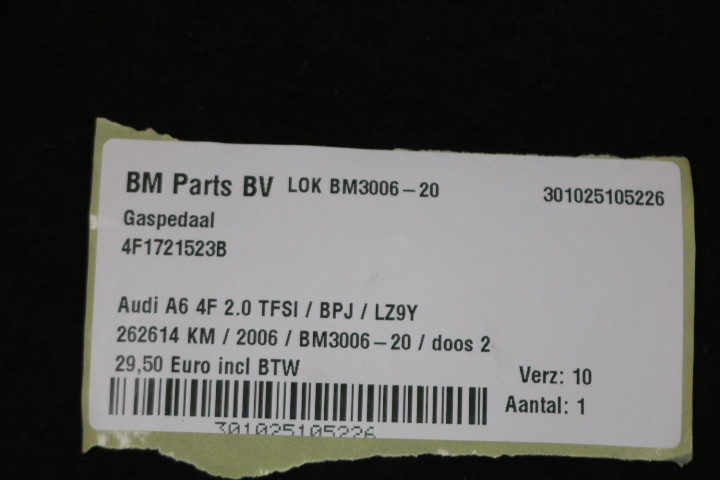 BM Parts BV LOK BM3006-20 301025105226
Gaspedaal
4F1721523B
Audi A6 4F 2.0 TFSI / BPJ / LZ9Y
262614 KM / 2006 / BM3006-20 / doos 2
29,50 Euro incl BTW Verz: 10
Aantal: 1
301025105226